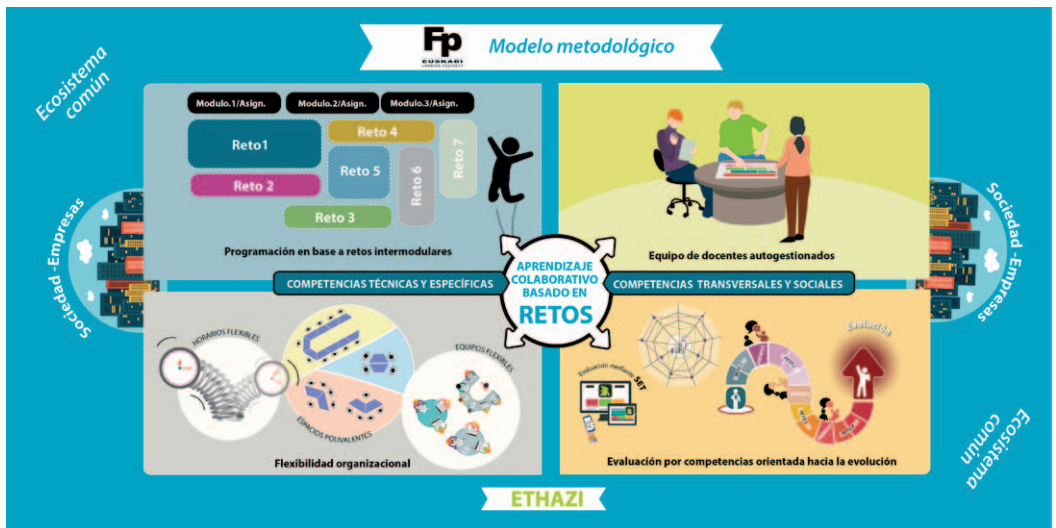 Fp
EUSKADI
LANBIDE HEZIKETA
Modelo metodológico
Ecosistema
común
Modulo.1/Asign.
Modulo.2/Asign.
Modulo.3/Asign.
Reto1
Reto 2
Reto 3
Reto 4
Reto 5
Reto 6
Reto 7
Programación en base a retos intermodulares
Equipo de docentes autogestionados
Sociedad -Empresas
Sociedad -Empresas
COMPETENCIAS TÉCNICAS Y ESPECÍFICAS
APRENDIZAJE
COLABORATIVO
BASADO EN
RETOS
COMPETENCIAS TRANSVERSALES Y SOCIALES
HORARIOS FLEXIBLES
ESPACIOS POLIVALENTES
EQUIPOS FLEXIBLES
Flexibilidad organizacional
Evaluación mediante SET
Evolución
Evaluación por competencias orientada hacia la evolución
Ecosistema
común
ETHAZI